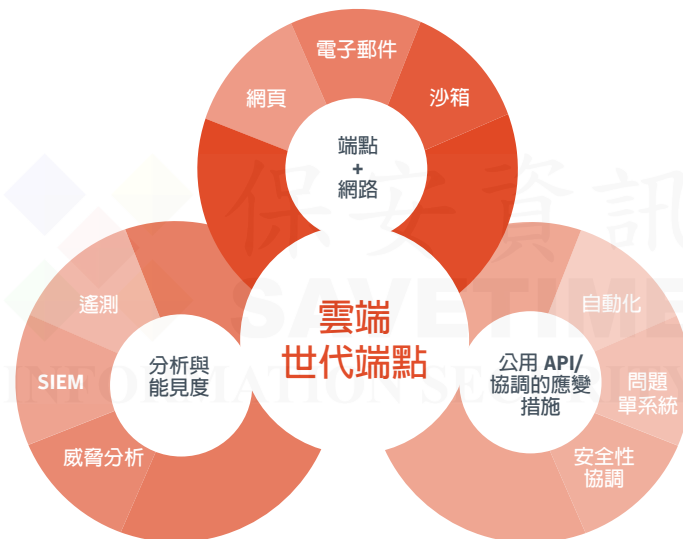 電子郵件
網頁
沙箱
端點
+
網路
雲端
世代端點
遙測
SIEM
威脅分析
分析與
能見度
公用 API/
協調的應變
措施
自動化
問題
單系統
安全性
協調
保安資訊
SAVETIME
INFORMATION SECURITY